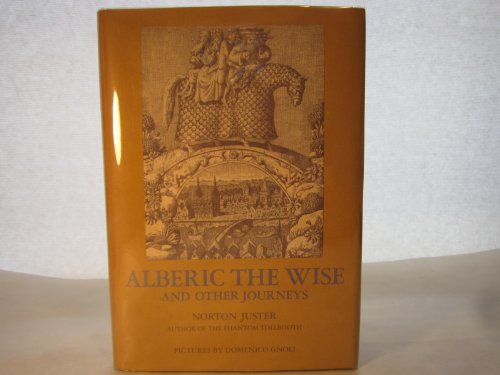 ALBERIC THE WISE
AND OTHER JOURNEYS
NORTON JUSTER
AUTHOR OF THE PHANTOM TOLLBOOTH
PICTURES BY DOMENICO GNOLI